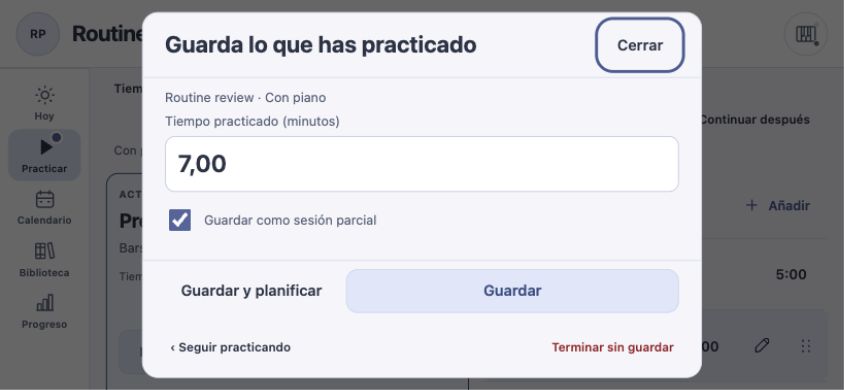 RP
Routine
Guarda lo que has practicado
Cerrar
Hoy
Practicar
Calendario
Biblioteca
Progreso
Tiem
Continuar después
Con p
Routine review · Con piano
Tiempo practicado (minutos)
7,00
ACT
Pr
Bars
Tiem
+ Añadir
Guardar como sesión parcial
5:00
Guardar y planificar
Guardar
00
‹ Seguir practicando
Terminar sin guardar